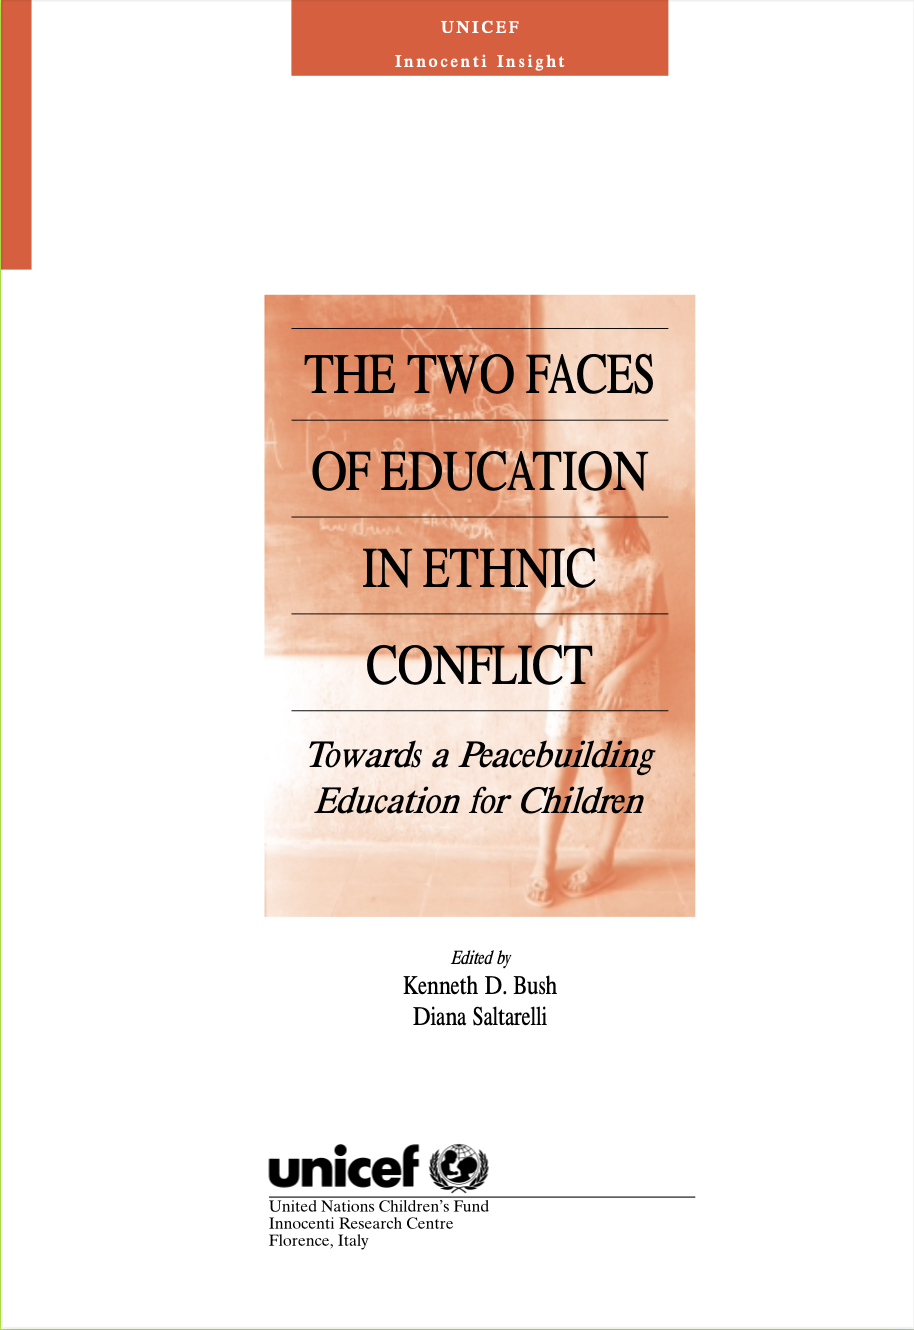 UNICEF
Innocenti Insight
THE TWO FACES
OF EDUCATION
IN ETHNIC
CONFLICT
Towards a Peacebuilding
Education for Children
Edited by
Kenneth D. Bush
Diana Saltarelli
unicef
United Nations Children’s Fund
Innocenti Research Centre
Florence, Italy